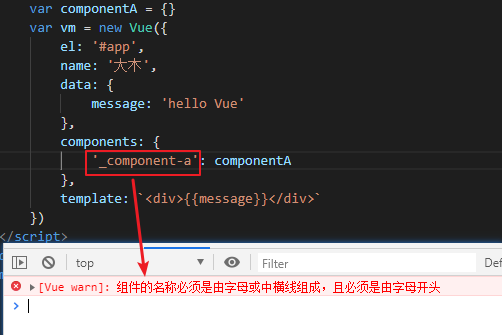 var componentA = {}
var vm = new Vue({
el: '#app',
name: '大木',
data: {
message: 'hello Vue'
},
components: {
'_component-a': componentA
},
template: `<div>{{message}}</div>`
})
</script>
top ▼ Filter Def
[Vue warn]: 组件的名称必须是由字母或中横线组成，且必须是由字母开头
>